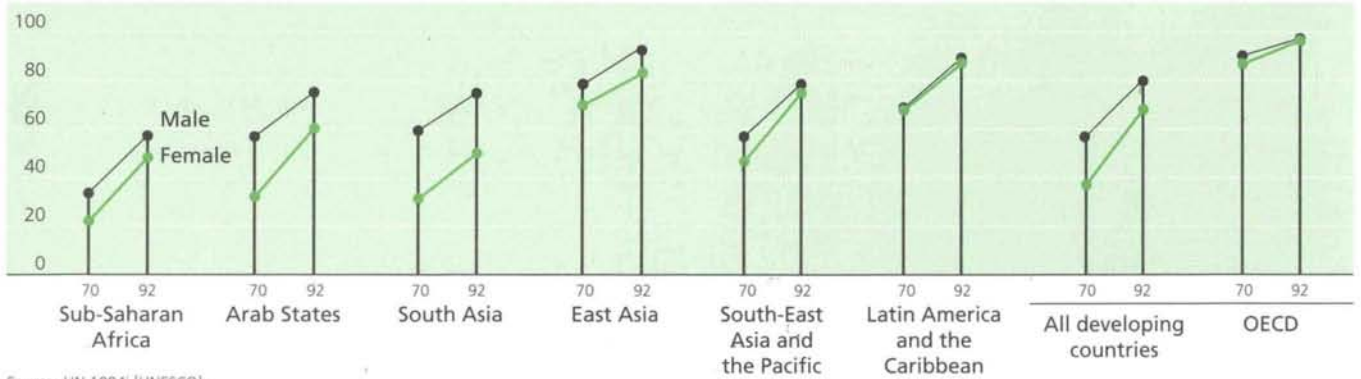 100
80
60
40
20
0
Male
Female
70 92
70 92
70 92
70 92
70 92
70 92
70 92
70 92
Sub-Saharan
Africa
Arab States
South Asia
East Asia
South-East
Asia and
the Pacific
Latin America
and the
Caribbean
All developing
countries
OECD